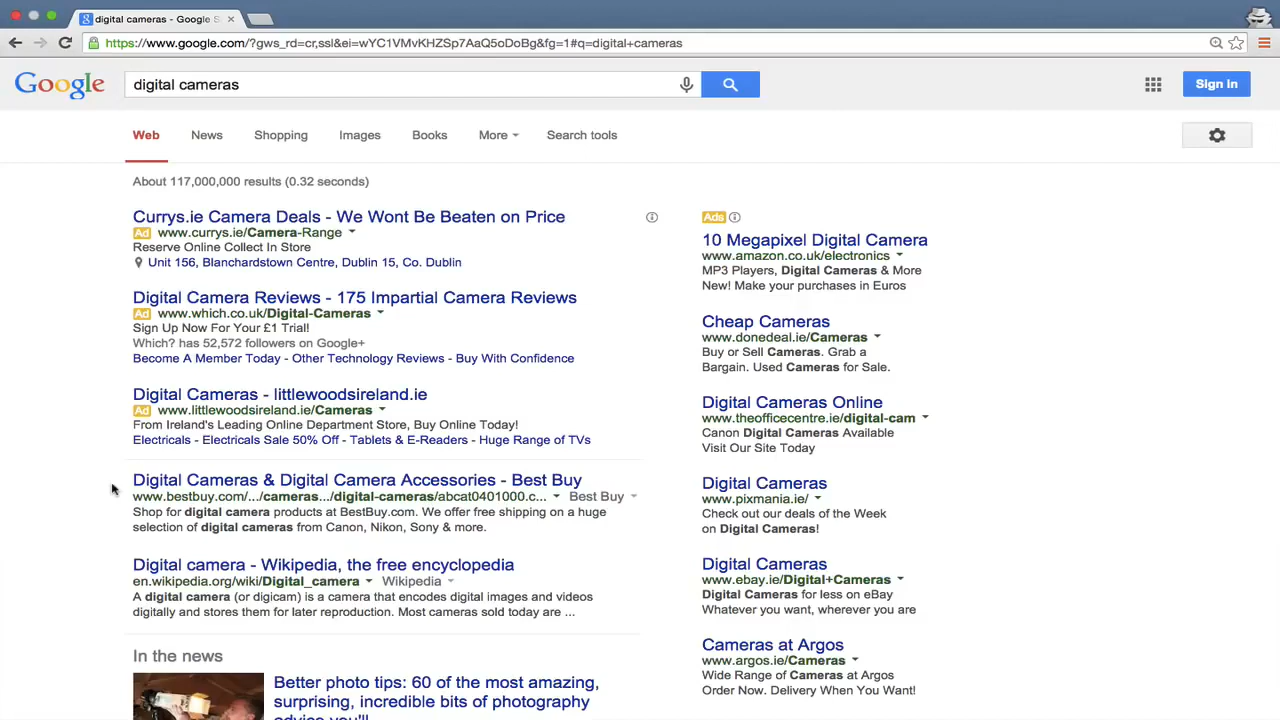 digital cameras - Google S
https://www.google.com/?gws_rd=cr,ssl&ei=wYC1VMvKHZSp7AaQ5oDoBg&fg=1#q=digital+cameras
Google
digital cameras
Sign in
Web News Shopping Images Books More Search tools
About 117,000,000 results (0.32 seconds)
Currys.ie Camera Deals - We Wont Be Beaten on Price
Ad www.currys.ie/Camera-Range
Reserve Online Collect In Store
Unit 156, Blanchardstown Centre, Dublin 15, Co. Dublin
Digital Camera Reviews - 175 Impartial Camera Reviews
Ad www.which.co.uk/Digital-Cameras
Sign Up Now For Your £1 Trial!
Which? has 52,572 followers on Google+
Become A Member Today - Other Technology Reviews - Buy With Confidence
Digital Cameras - littlewoodsireland.ie
Ad www.littlewoodsireland.ie/Cameras
From Ireland's Leading Online Department Store, Buy Online Today!
Electricals - Electricals Sale 50% Off - Tablets & E-Readers - Huge Range of TVs
Digital Cameras & Digital Camera Accessories - Best Buy
www.bestbuy.com/.../cameras.../digital-cameras/abcat0401000.c... Best Buy
Shop for digital camera products at BestBuy.com. We offer free shipping on a huge
selection of digital cameras from Canon, Nikon, Sony & more.
Digital camera - Wikipedia, the free encyclopedia
en.wikipedia.org/wiki/Digital_camera Wikipedia
A digital camera (or digicam) is a camera that encodes digital images and videos
digitally and stores them for later reproduction. Most cameras sold today are ...
In the news
Better photo tips: 60 of the most amazing,
surprising, incredible bits of photography
advice you'll
Ads
10 Megapixel Digital Camera
www.amazon.co.uk/electronics
MP3 Players, Digital Cameras & More
New! Make your purchases in Euros
Cheap Cameras
www.donedeal.ie/Cameras
Buy or Sell Cameras. Grab a
Bargain. Used Cameras for Sale.
Digital Cameras Online
www.theofficecentre.ie/digital-cam
Canon Digital Cameras Available
Visit Our Site Today
Digital Cameras
www.pixmania.ie/
Check out our deals of the Week
on Digital Cameras!
Digital Cameras
www.ebay.ie/Digital+Cameras
Digital Cameras for less on eBay
Whatever you want, wherever you are
Cameras at Argos
www.argos.ie/Cameras
Wide Range of Cameras at Argos
Order Now. Delivery When You Want!